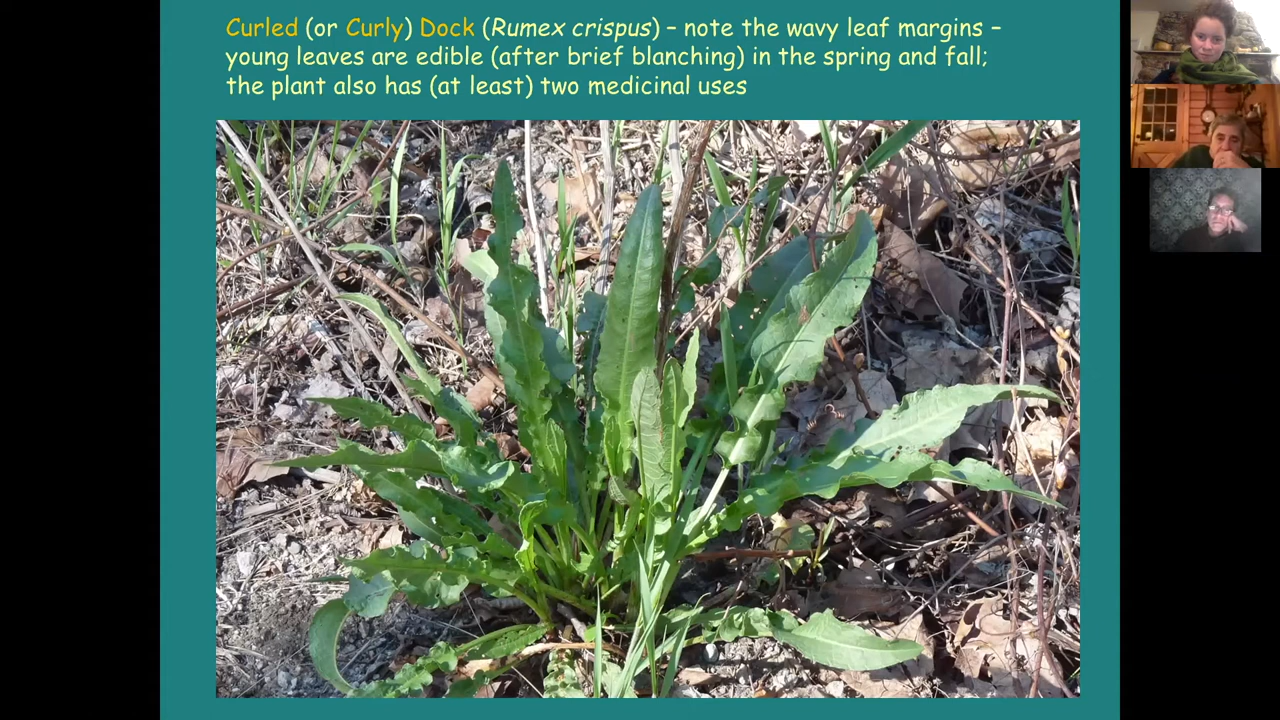 Curled (or Curly) Dock (Rumex crispus) – note the wavy leaf margins –
young leaves are edible (after brief blanching) in the spring and fall;
the plant also has (at least) two medicinal uses